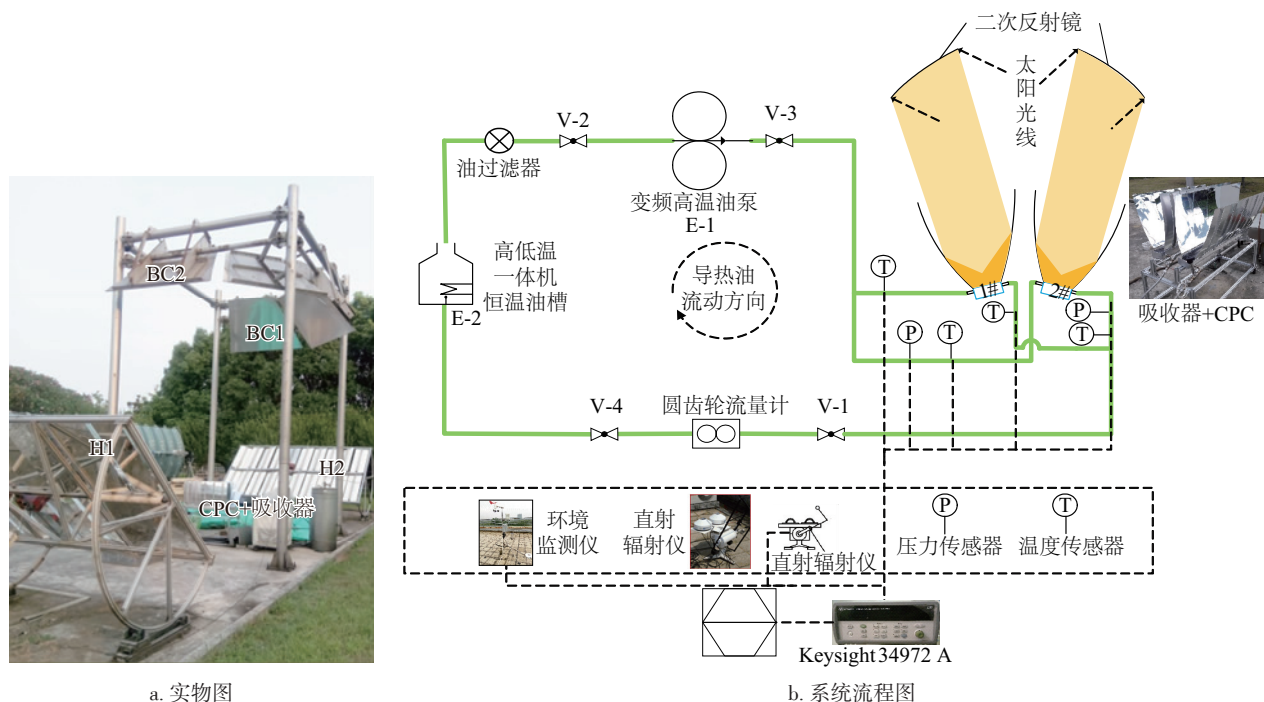 二次反射镜
太阳光线
V-2
V-3
油过滤器
变频高温油泵
E-1
BC2
BC1
高低温
一体机
恒温油槽
E-2
导热油
流动方向
T
1#
2#
T
P
T
吸收器+CPC
P
T
H1
H2
CPC+吸收器
V-4
圆齿轮流量计
V-1
环境
监测仪
直射
辐射仪
直射辐射仪
P
压力传感器
T
温度传感器
Keysight 34972 A
a. 实物图
b. 系统流程图